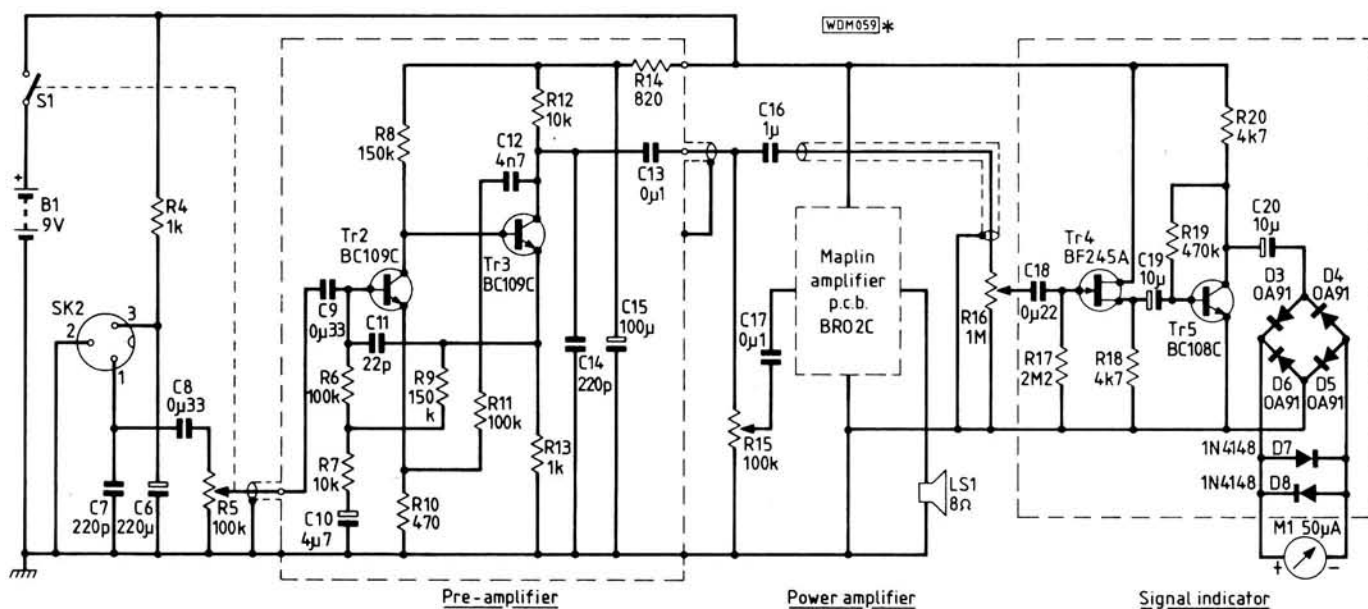 WDM059 *
S1
+
B1
9V
R4
1k
SK2
2
3
1
C8
0µ33
C7
220p
C6
220µ
R5
100k
R8
150k
Tr2
BC109C
C9
0µ33
C11
22p
R6
100k
R7
10k
C10
4µ7
R9
150
k
R10
470
R11
100k
C12
4n7
R12
10k
Tr3
BC109C
R13
1k
R14
820
C15
100µ
C14
220p
C13
0µ1
Pre-amplifier
C16
1µ
R15
100k
C17
0µ1
Maplin
amplifier
p.c.b.
BR02C
LS1
8Ω
Power amplifier
R16
1M
C18
0µ22
R17
2M2
Tr4
BF245A
R18
4k7
C19
10µ
R19
470k
R20
4k7
Tr5
BC108C
C20
10µ
D3
OA91
D4
OA91
D6
OA91
D5
OA91
1N4148
D7
1N4148
D8
M1 50µA
+
−
Signal indicator